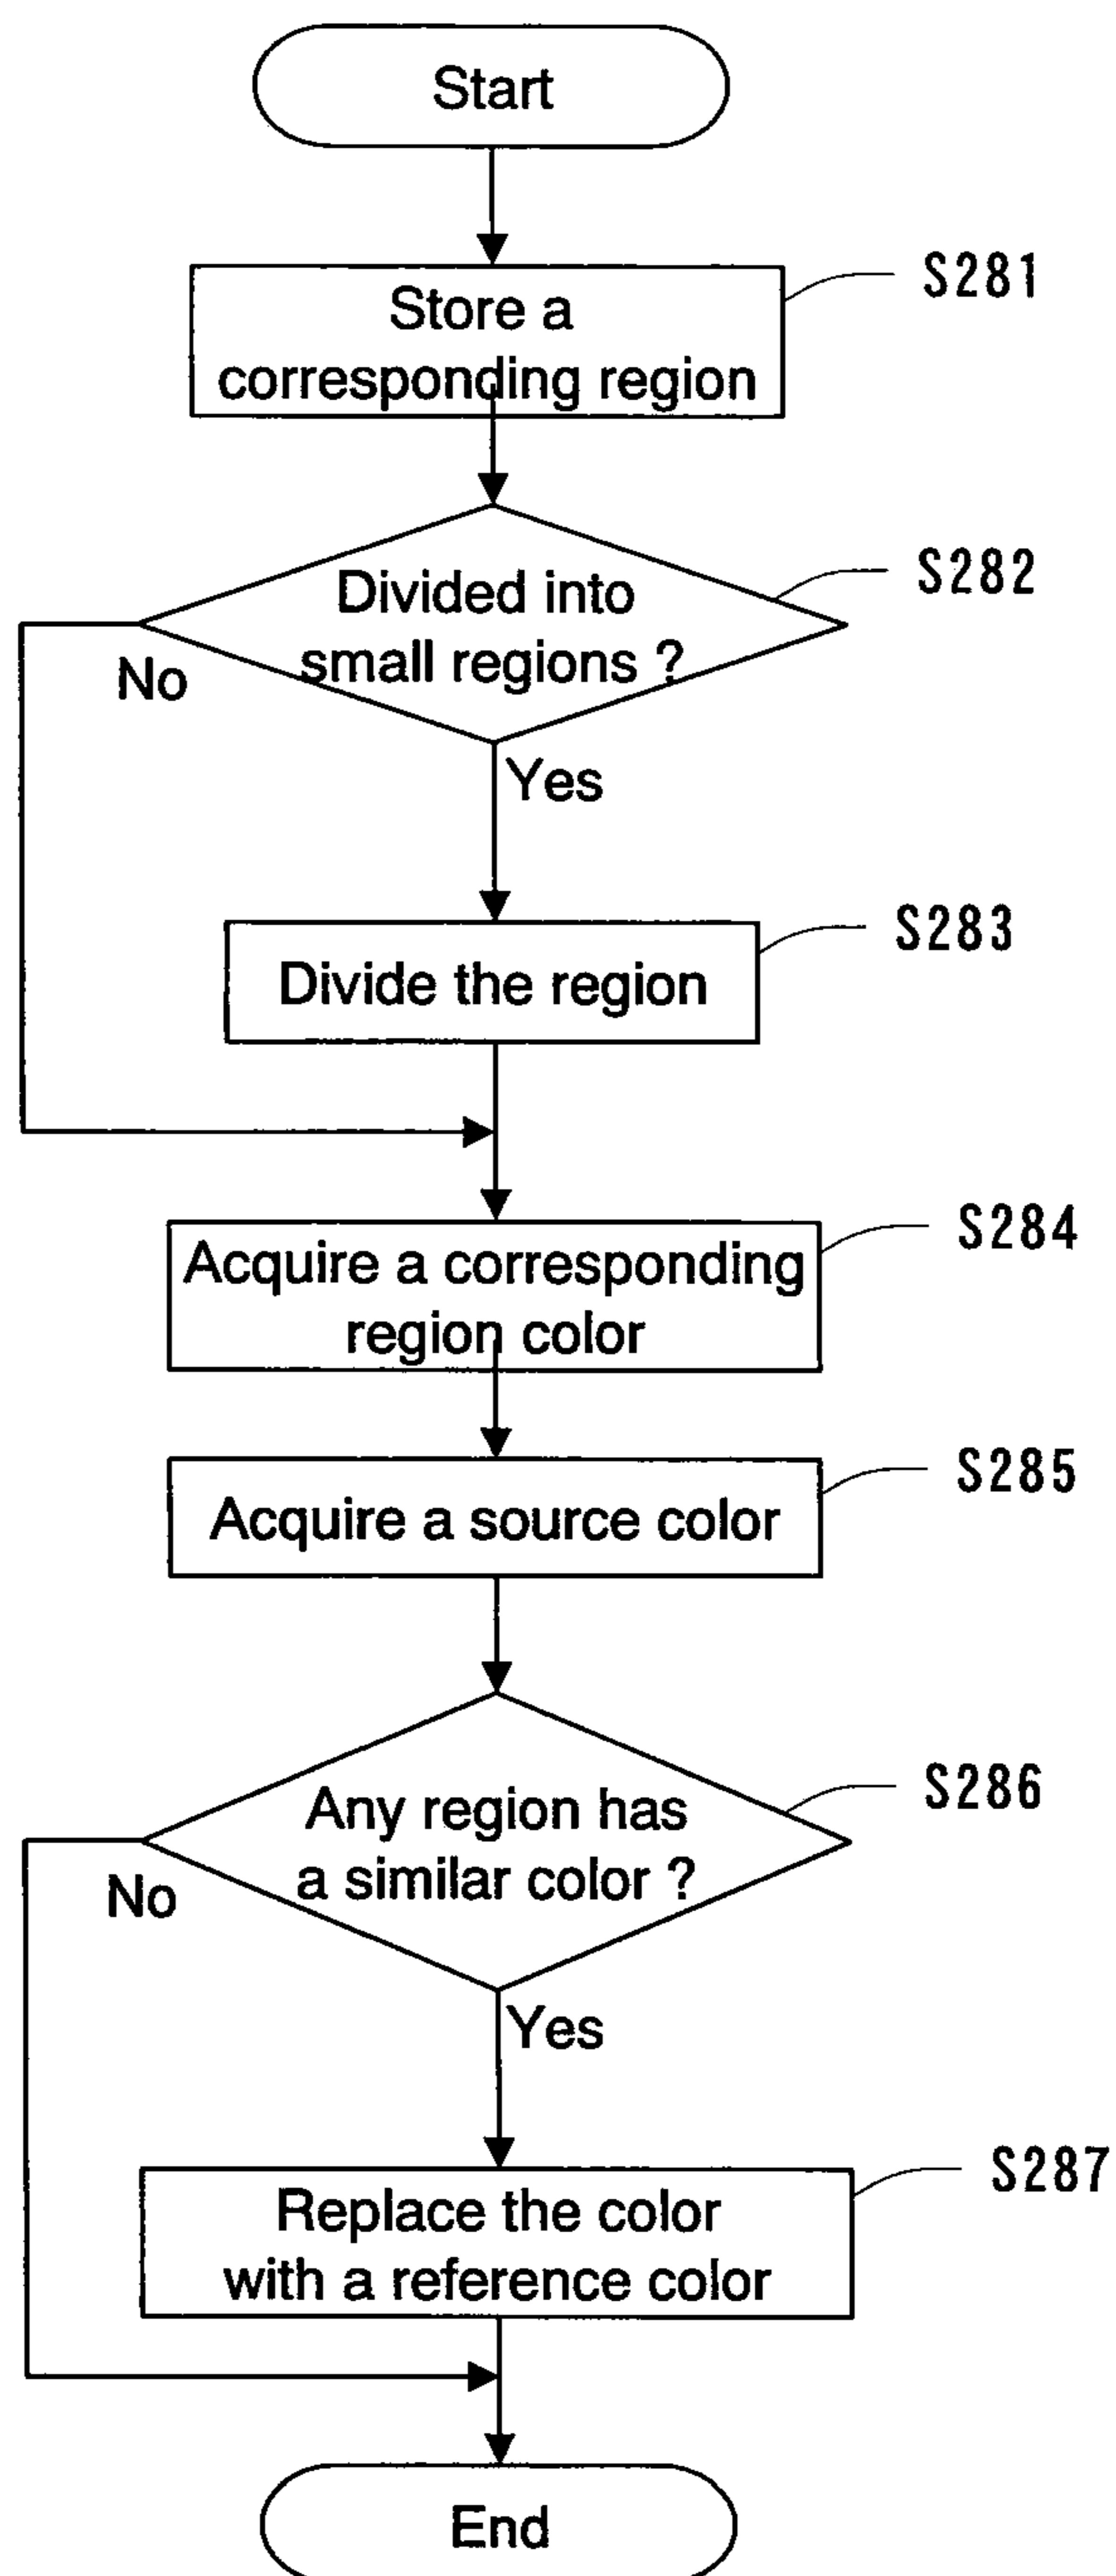 Start
S281
Store a
corresponding region
S282
Divided into
small regions ?
No
Yes
S283
Divide the region
S284
Acquire a corresponding
region color
S285
Acquire a source color
S286
Any region has
a similar color ?
No
Yes
S287
Replace the color
with a reference color
End